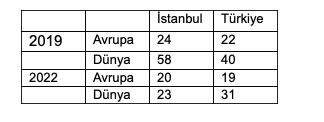 İstanbul Türkiye
2019 Avrupa 24 22
Dünya 58 40
2022 Avrupa 20 19
Dünya 23 31